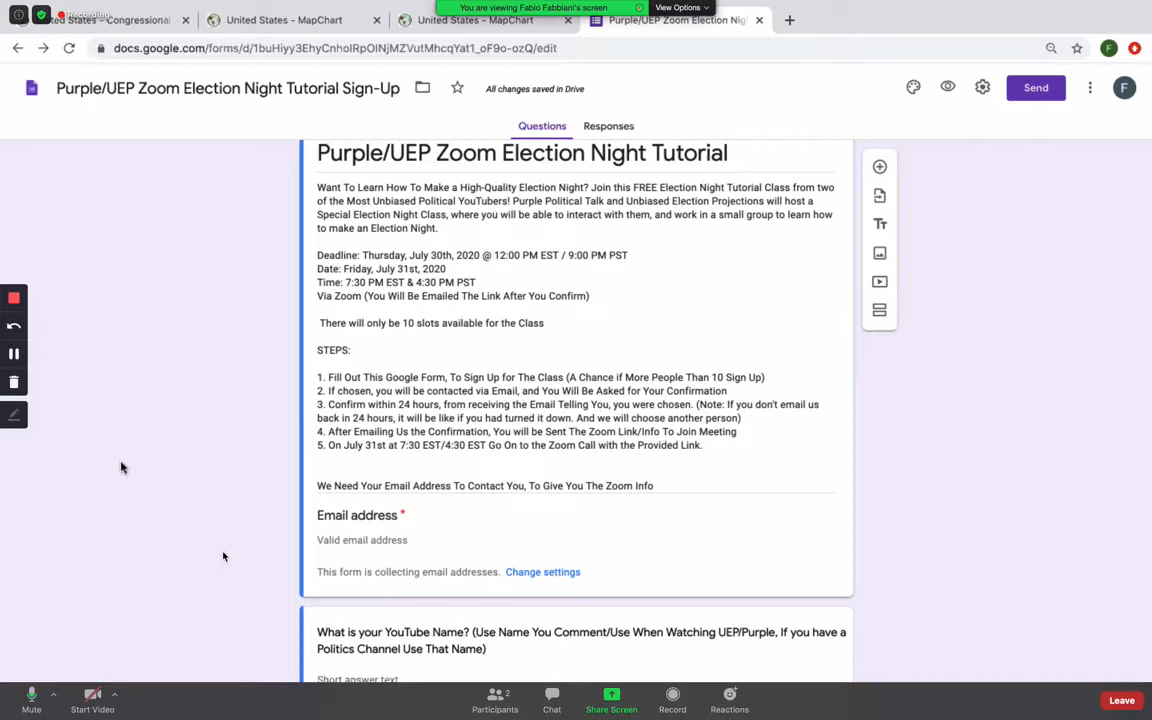 You are viewing Fabio Fabbiani's screen
View Options
Recording
United States - Congressional
United States - MapChart
United States - MapChart
Purple/UEP Zoom Election Nig
Purple/UEP Zoom Election Night Tutorial Sign-Up
All changes saved in Drive
Send
F
F
Questions
Responses
Purple/UEP Zoom Election Night Tutorial
Want To Learn How To Make a High-Quality Election Night? Join this FREE Election Night Tutorial Class from two
of the Most Unbiased Political YouTubers! Purple Political Talk and Unbiased Election Projections will host a
Special Election Night Class, where you will be able to interact with them, and work in a small group to learn how
to make an Election Night.
Deadline: Thursday, July 30th, 2020 @ 12:00 PM EST / 9:00 PM PST
Date: Friday, July 31st, 2020
Time: 7:30 PM EST & 4:30 PM PST
Via Zoom (You Will Be Emailed The Link After You Confirm)
There will only be 10 slots available for the Class
STEPS:
1. Fill Out This Google Form, To Sign Up for The Class (A Chance if More People Than 10 Sign Up)
2. If chosen, you will be contacted via Email, and You Will Be Asked for Your Confirmation
3. Confirm within 24 hours, from receiving the Email Telling You, you were chosen. (Note: If you don't email us
back in 24 hours, it will be like if you had turned it down. And we will choose another person)
4. After Emailing Us the Confirmation, You will be Sent The Zoom Link/Info To Join Meeting
5. On July 31st at 7:30 EST/4:30 EST Go On to the Zoom Call with the Provided Link.
We Need Your Email Address To Contact You, To Give You The Zoom Info
Email address *
Valid email address
This form is collecting email addresses. Change settings
What is your YouTube Name? (Use Name You Comment/Use When Watching UEP/Purple, If you have a
Politics Channel Use That Name)
Short answer text
Mute
Start Video
Participants
2
Chat
Share Screen
Record
Reactions
Leave